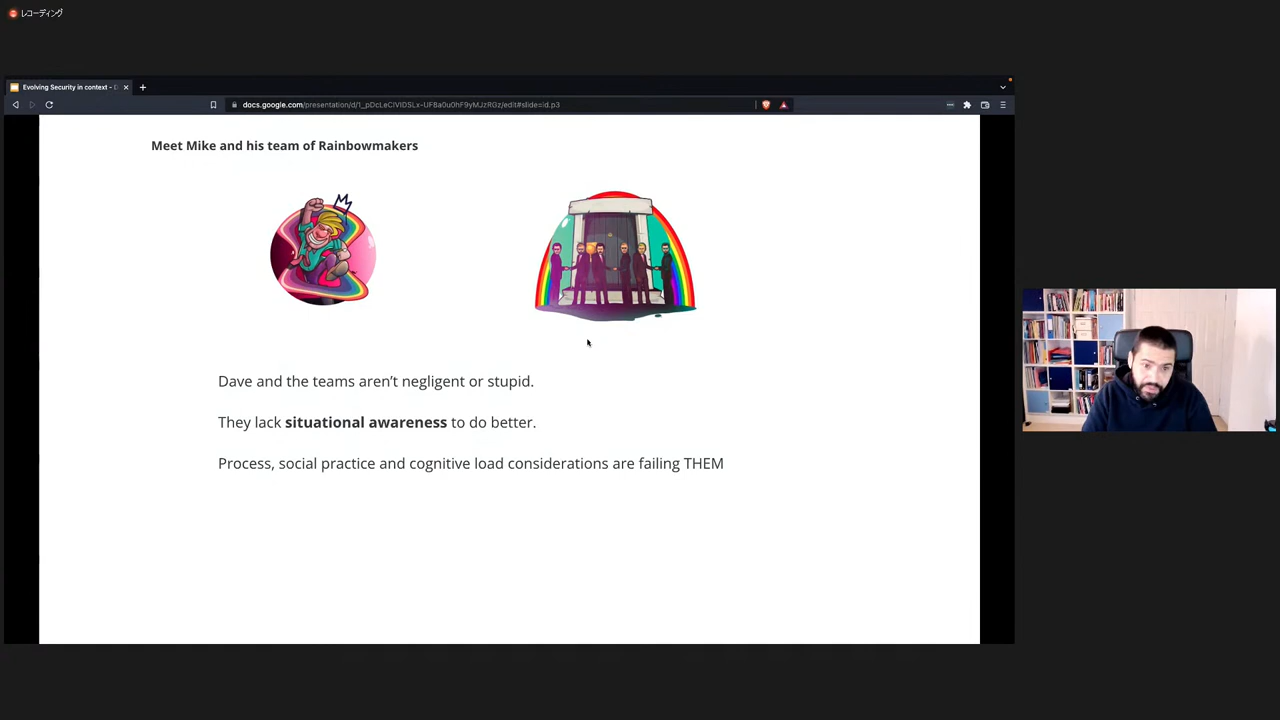 レコーディング
Evolving Security in context - D
docs.google.com/presentation/d/1_pDcLeCIVIDSLx-UF8a0u0hF9yMJzRGz/edit#slide=id.p3
Meet Mike and his team of Rainbowmakers
Dave and the teams aren’t negligent or stupid.
They lack situational awareness to do better.
Process, social practice and cognitive load considerations are failing THEM